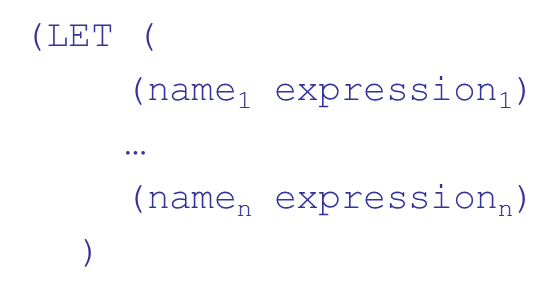 (LET (
(name₁ expression₁)
…
(nameₙ expressionₙ)
)